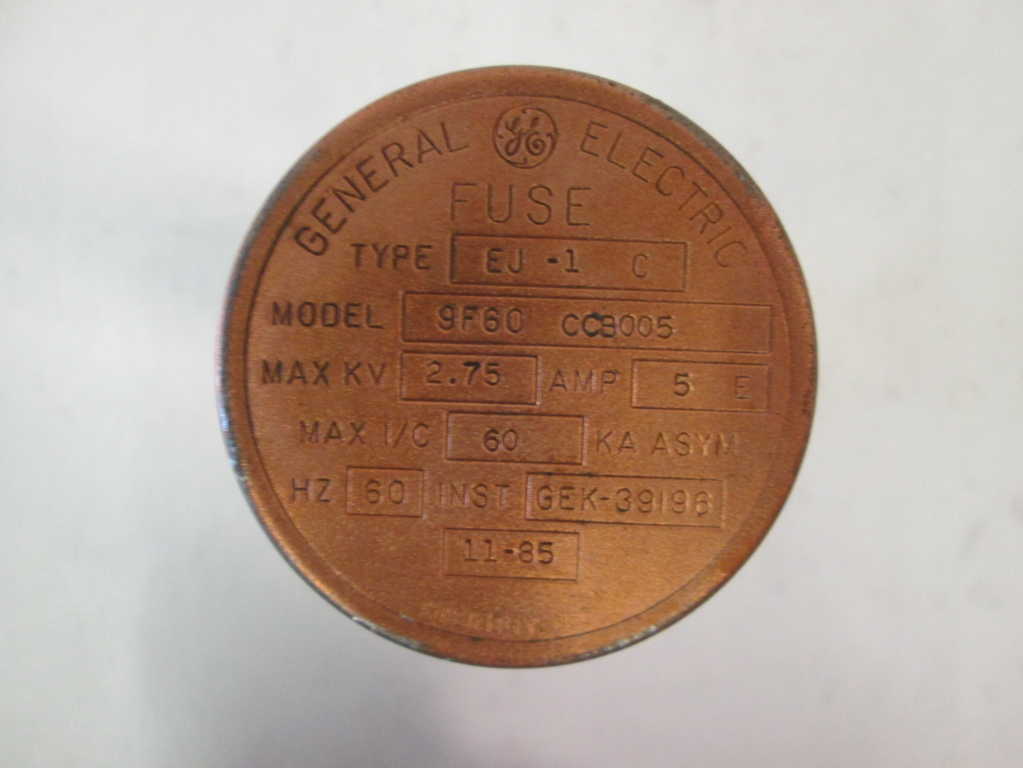 GENERAL GE ELECTRIC
FUSE
TYPE EJ -1 C
MODEL 9F60 CCB005
MAX KV 2.75 AMP 5 E
MAX I/C 60 KA ASYM
HZ 60 INST GEK-39196
11-85